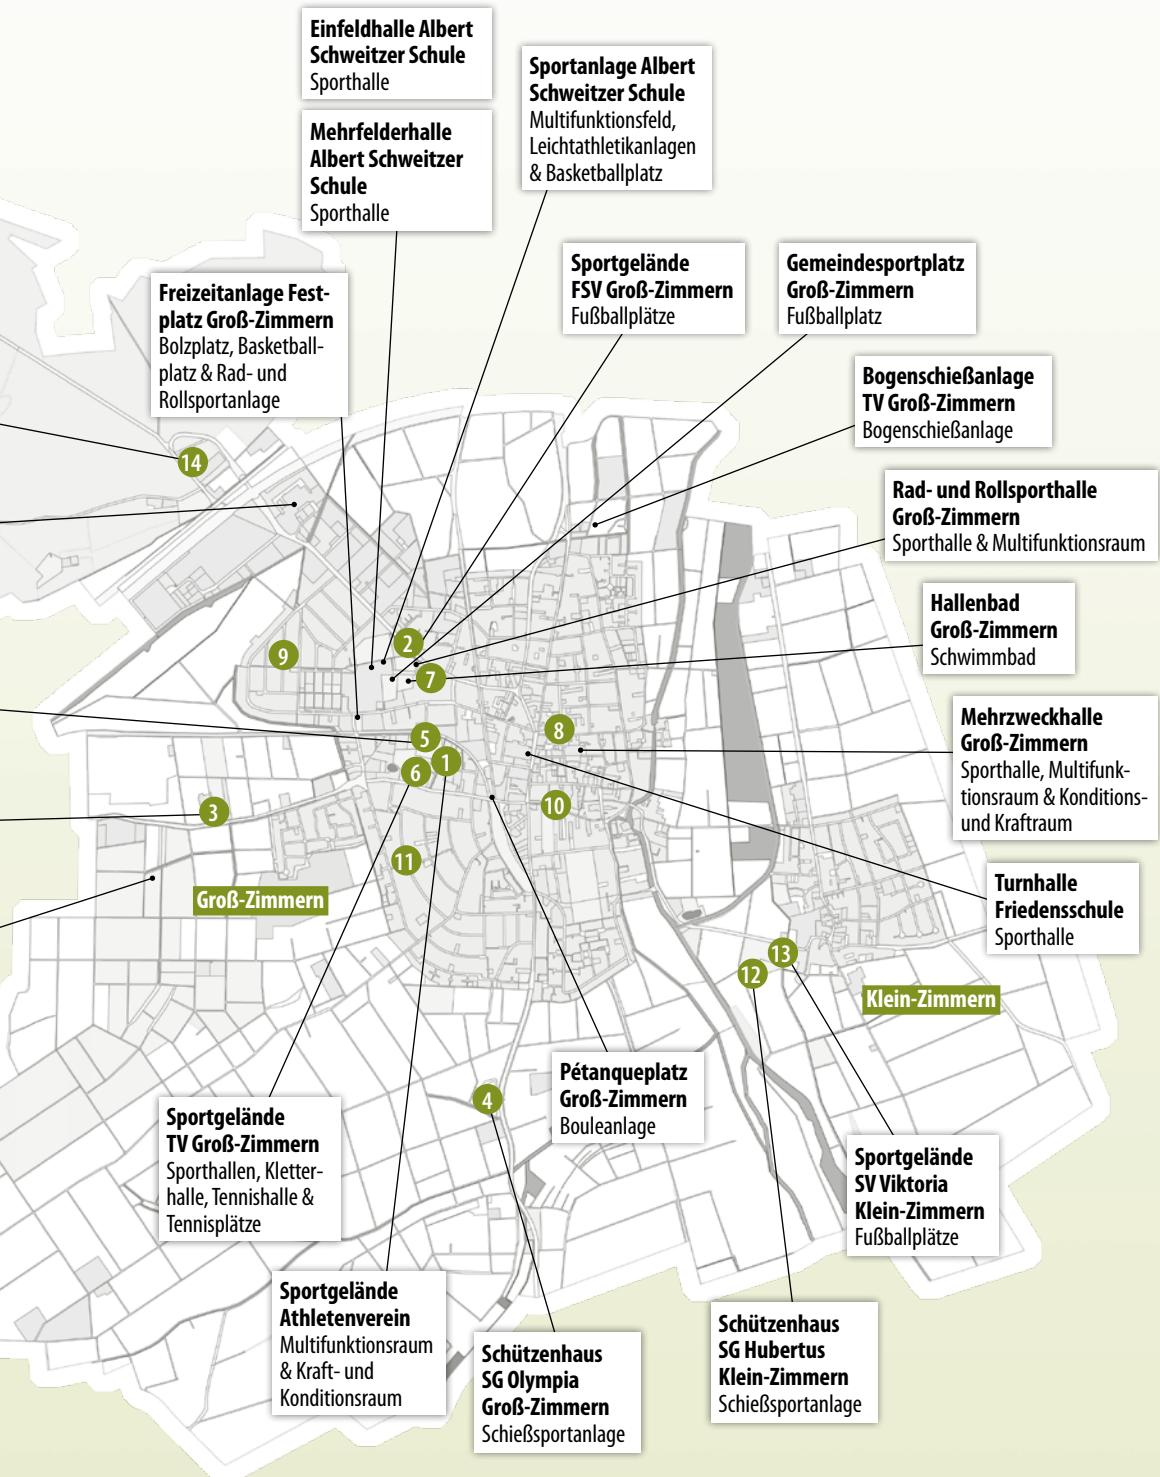 Einfeldhalle Albert
Schweitzer Schule
Sporthalle
Mehrfelderhalle
Albert Schweitzer
Schule
Sporthalle
Sportanlage Albert
Schweitzer Schule
Multifunktionsfeld,
Leichtathletikanlagen
& Basketballplatz
Sportgelände
FSV Groß-Zimmern
Fußballplätze
Gemeindesportplatz
Groß-Zimmern
Fußballplatz
Freizeitanlage Fest-
platz Groß-Zimmern
Bolzplatz, Basketball-
platz & Rad- und
Rollsportanlage
Bogenschießanlage
TV Groß-Zimmern
Bogenschießanlage
Rad- und Rollsporthalle
Groß-Zimmern
Sporthalle & Multifunktionsraum
Hallenbad
Groß-Zimmern
Schwimmbad
Mehrzweckhalle
Groß-Zimmern
Sporthalle, Multifunk-
tionsraum & Konditions-
und Kraftraum
Turnhalle
Friedensschule
Sporthalle
14
2
9
7
8
5
1
6
3
10
11
Groß-Zimmern
13
12
Klein-Zimmern
4
Pétanqueplatz
Groß-Zimmern
Bouleanlage
Sportgelände
TV Groß-Zimmern
Sporthallen, Kletter-
halle, Tennishalle &
Tennisplätze
Sportgelände
SV Viktoria
Klein-Zimmern
Fußballplätze
Sportgelände
Athletenverein
Multifunktionsraum
& Kraft- und
Konditionsraum
Schützenhaus
SG Olympia
Groß-Zimmern
Schießsportanlage
Schützenhaus
SG Hubertus
Klein-Zimmern
Schießsportanlage